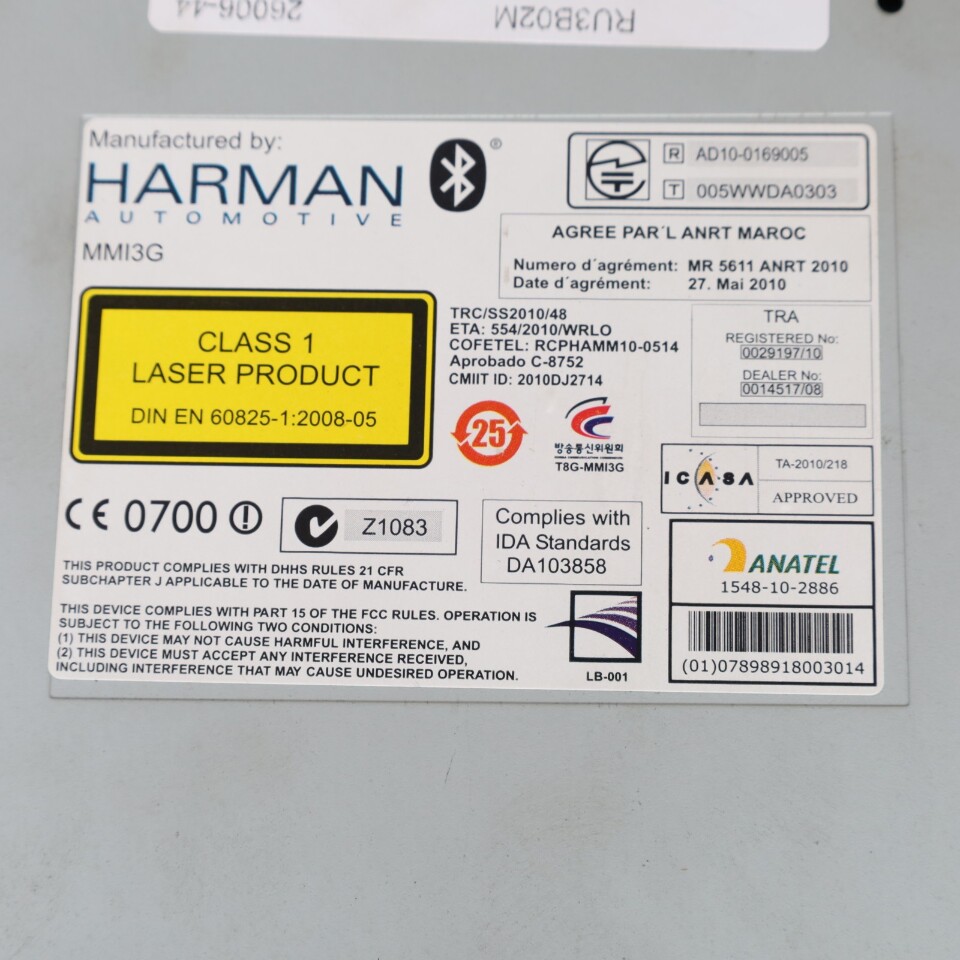 26006-44
RU3B02M
Manufactured by:
HARMAN
AUTOMOTIVE
®
MMI3G
R AD10-0169005
T 005WWDA0303
AGREE PAR´L ANRT MAROC
Numero d´agrément: MR 5611 ANRT 2010
Date d´agrément: 27. Mai 2010
CLASS 1
LASER PRODUCT
DIN EN 60825-1:2008-05
TRC/SS2010/48
ETA: 554/2010/WRLO
COFETEL: RCPHAMM10-0514
Aprobado C-8752
CMIIT ID: 2010DJ2714
TRA
REGISTERED No:
0029197/10
DEALER No:
0014517/08
25
방송통신위원회
T8G-MMI3G
ICASA
TA-2010/218
APPROVED
CE 0700
Z1083
Complies with
IDA Standards
DA103858
ANATEL
1548-10-2886
(01)07898918003014
THIS PRODUCT COMPLIES WITH DHHS RULES 21 CFR
SUBCHAPTER J APPLICABLE TO THE DATE OF MANUFACTURE.
THIS DEVICE COMPLIES WITH PART 15 OF THE FCC RULES. OPERATION IS
SUBJECT TO THE FOLLOWING TWO CONDITIONS:
(1) THIS DEVICE MAY NOT CAUSE HARMFUL INTERFERENCE, AND
(2) THIS DEVICE MUST ACCEPT ANY INTERFERENCE RECEIVED,
INCLUDING INTERFERENCE THAT MAY CAUSE UNDESIRED OPERATION.
LB-001